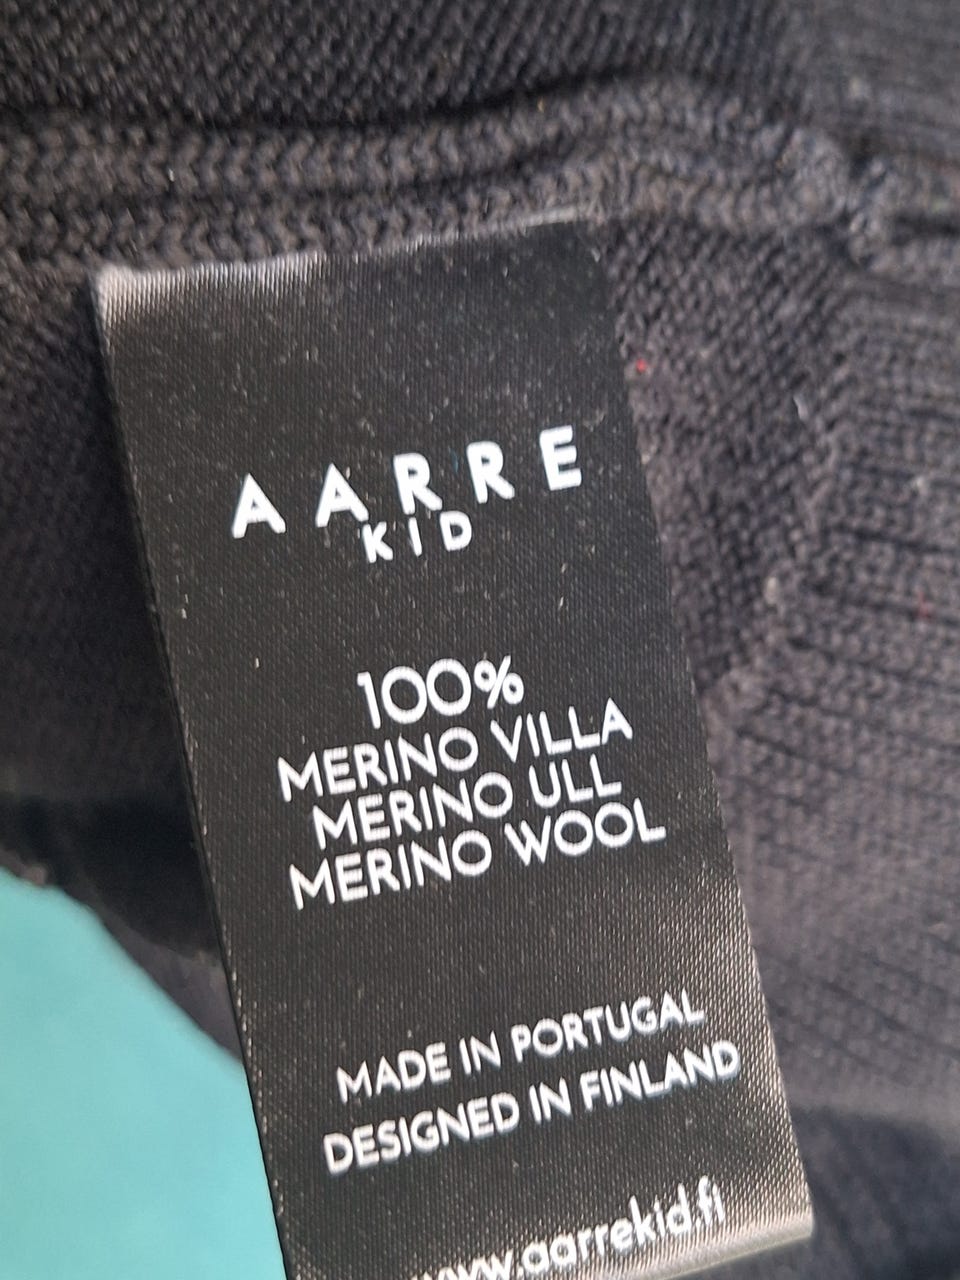 AARRE
KID
100%
MERINO VILLA
MERINO ULL
MERINO WOOL
MADE IN PORTUGAL
DESIGNED IN FINLAND
www.aarrekid.fi